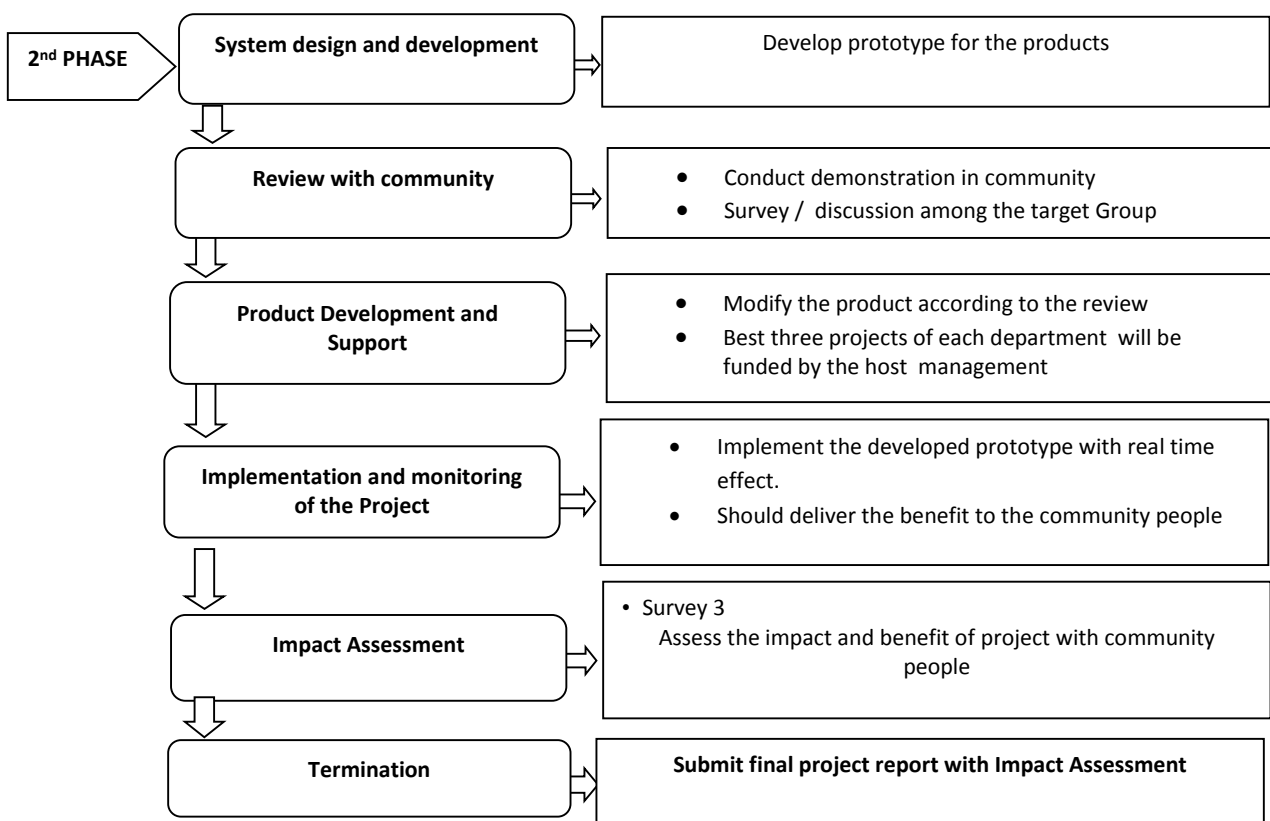 2nd PHASE
System design and development
Develop prototype for the products
Review with community
• Conduct demonstration in community
• Survey / discussion among the target Group
Product Development and
Support
• Modify the product according to the review
• Best three projects of each department will be
funded by the host management
Implementation and monitoring
of the Project
• Implement the developed prototype with real time
effect.
• Should deliver the benefit to the community people
Impact Assessment
• Survey 3
Assess the impact and benefit of project with community
people
Termination
Submit final project report with Impact Assessment